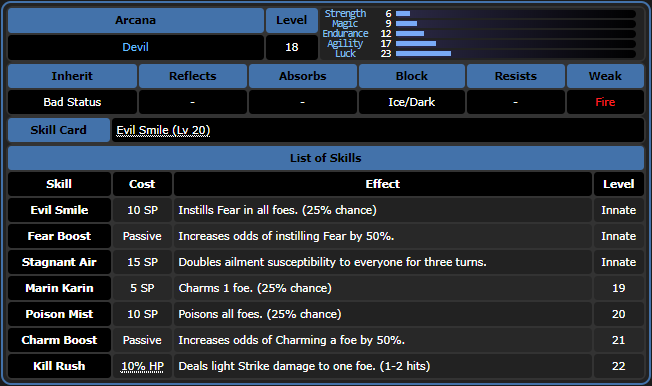 Arcana Level
Devil 18
Strength 6
Magic 9
Endurance 12
Agility 17
Luck 23
Inherit Reflects Absorbs Block Resists Weak
Bad Status - - Ice/Dark - Fire
Skill Card Evil Smile (Lv 20)
List of Skills
Skill Cost Effect Level
Evil Smile 10 SP Instills Fear in all foes. (25% chance) Innate
Fear Boost Passive Increases odds of instilling Fear by 50%. Innate
Stagnant Air 15 SP Doubles ailment susceptibility to everyone for three turns. Innate
Marin Karin 5 SP Charms 1 foe. (25% chance) 19
Poison Mist 10 SP Poisons all foes. (25% chance) 20
Charm Boost Passive Increases odds of Charming a foe by 50%. 21
Kill Rush 10% HP Deals light Strike damage to one foe. (1-2 hits) 22